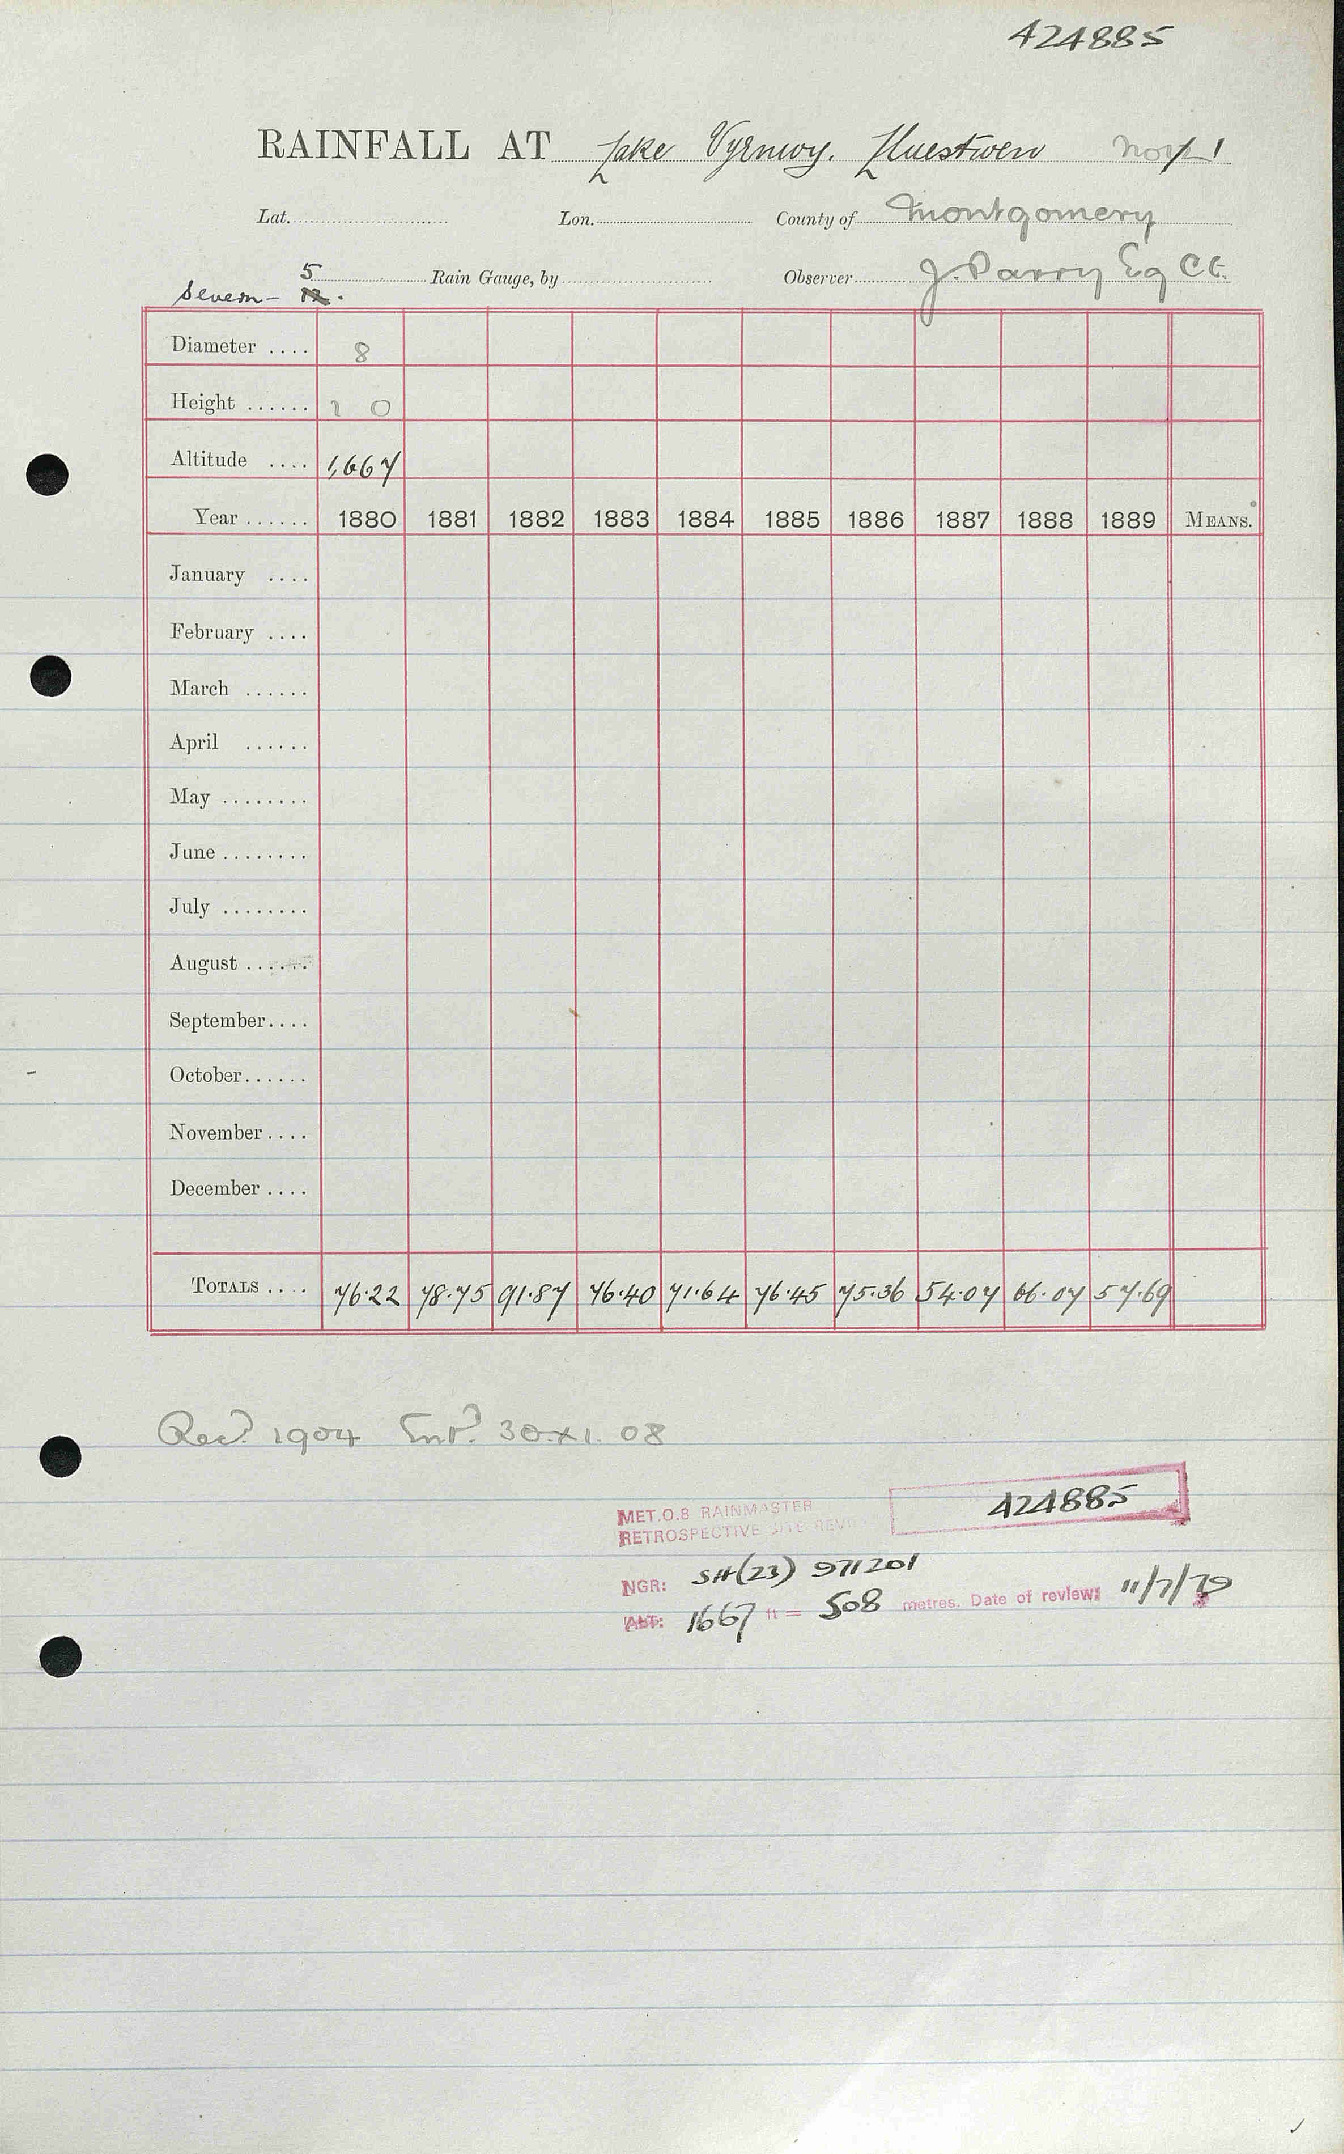 424885
RAINFALL AT Lake Vyrnwy. Lluestwen No 1
Lat. Lon. County of Montgomery
Severn - 5 Rain Gauge, by Observer J. Parry Esq CE.
Diameter .... 8
Height ...... 1 0
Altitude .... 1,667
Year ...... 1880 1881 1882 1883 1884 1885 1886 1887 1888 1889 MEANS.
January ....
February ....
March ......
April ......
May ........
June ........
July ........
August ......
September....
October......
November ....
December ....
TOTALS .... 76.22 78.75 91.87 76.40 71.64 76.45 75.36 54.07 66.07 57.69
Recd. 1904 Entd. 30.XI.08
MET.O.8 RAINMASTER
RETROSPECTIVE SITE REVIEW 424885
NGR: SH(23) 971201
ALT: 1667 ft = 508 metres. Date of review: 11/7/79